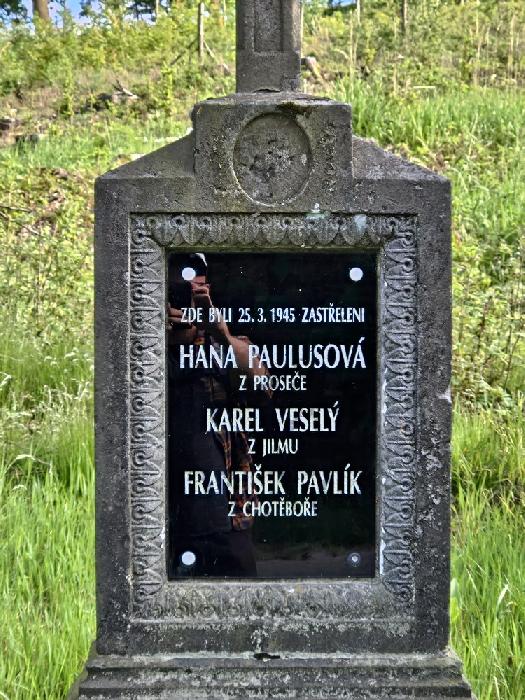 ZDE BYLI 25. 3. 1945 ZASTŘELENI
HANA PAULUSOVÁ
Z PROSEČE
KAREL VESELÝ
Z JILMU
FRANTIŠEK PAVLÍK
Z CHOTĚBOŘE